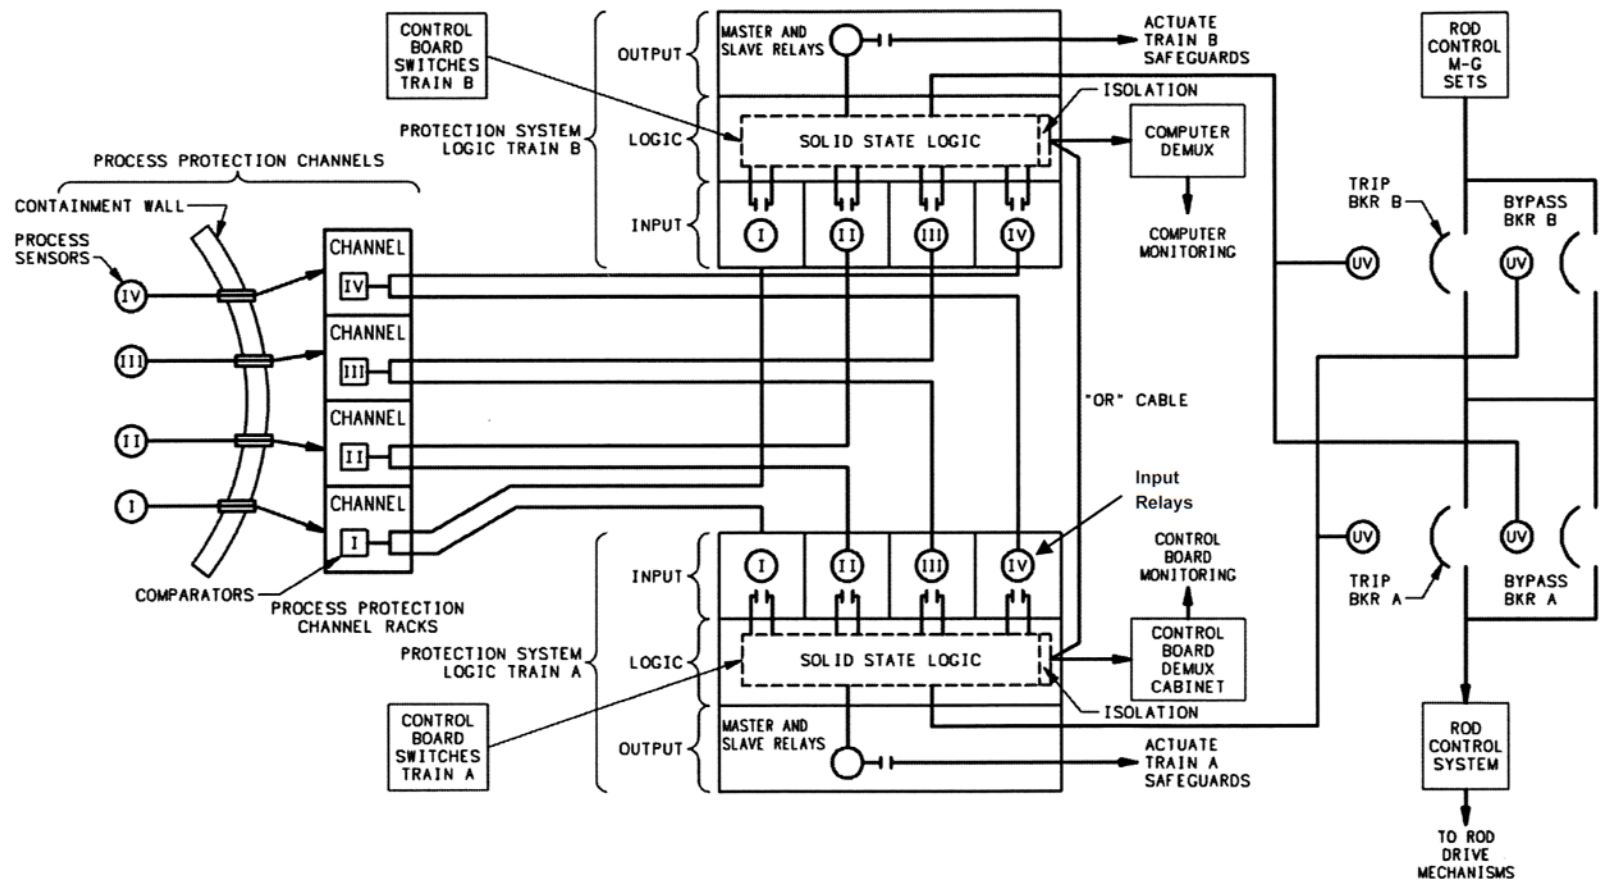 CONTROL
BOARD
SWITCHES
TRAIN B
PROTECTION SYSTEM
LOGIC TRAIN B
OUTPUT
LOGIC
INPUT
MASTER AND
SLAVE RELAYS
ACTUATE
TRAIN B
SAFEGUARDS
ISOLATION
SOLID STATE LOGIC
I
II
III
IV
COMPUTER
DEMUX
COMPUTER
MONITORING
ROD
CONTROL
M-G
SETS
TRIP
BKR B
BYPASS
BKR B
UV
UV
PROCESS PROTECTION CHANNELS
CONTAINMENT WALL
PROCESS
SENSORS
IV
III
II
I
CHANNEL
IV
CHANNEL
III
CHANNEL
II
CHANNEL
I
COMPARATORS
PROCESS PROTECTION
CHANNEL RACKS
"OR" CABLE
Input
Relays
INPUT
LOGIC
OUTPUT
I
II
III
IV
PROTECTION SYSTEM
LOGIC TRAIN A
SOLID STATE LOGIC
CONTROL
BOARD
SWITCHES
TRAIN A
MASTER AND
SLAVE RELAYS
ISOLATION
ACTUATE
TRAIN A
SAFEGUARDS
CONTROL
BOARD
MONITORING
CONTROL
BOARD
DEMUX
CABINET
UV
UV
TRIP
BKR A
BYPASS
BKR A
ROD
CONTROL
SYSTEM
TO ROD
DRIVE
MECHANISMS